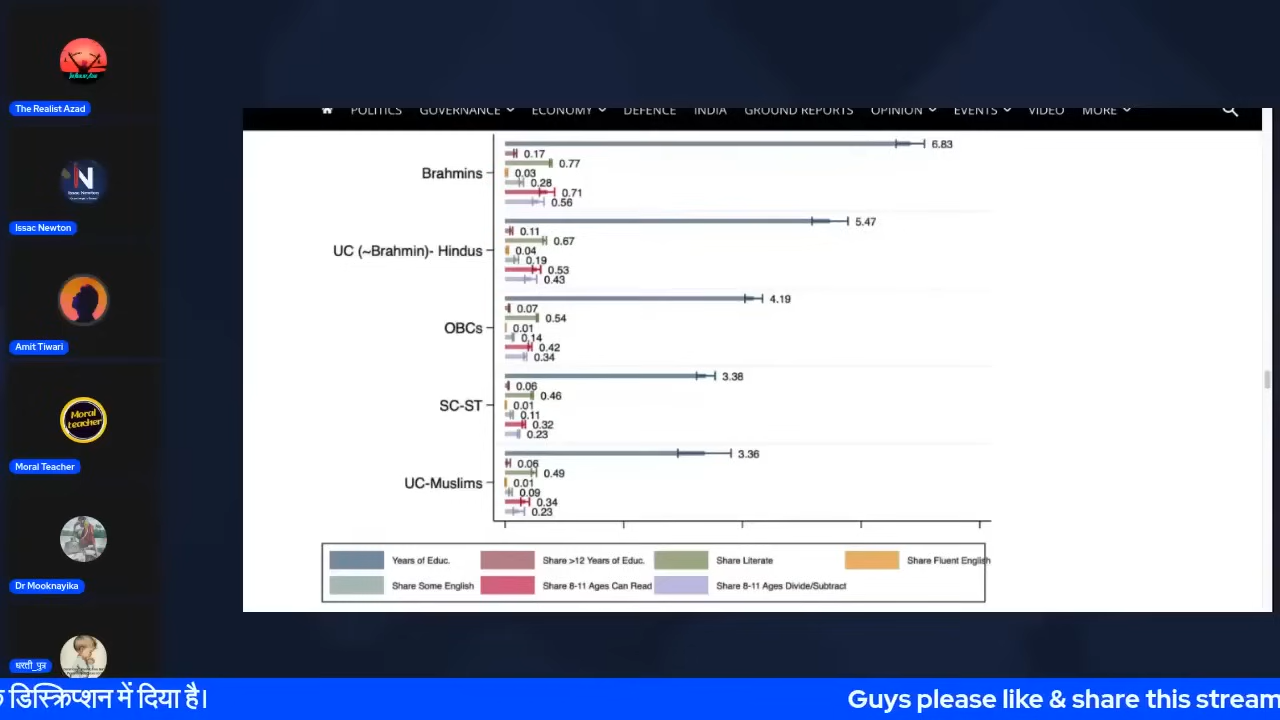 The Realist Azad
Issac Newton
Amit Tiwari
Moral Teacher
Moral
teacher
Dr Mooknayika
धरती_पुत्र
POLITICS GOVERNANCE ECONOMY DEFENCE INDIA GROUND REPORTS OPINION EVENTS VIDEO MORE
Brahmins
6.83
0.17
0.77
0.03
0.28
0.71
0.56
UC (~Brahmin)- Hindus
5.47
0.11
0.67
0.04
0.19
0.53
0.43
OBCs
4.19
0.07
0.54
0.01
0.14
0.42
0.34
SC-ST
3.38
0.06
0.46
0.01
0.11
0.32
0.23
UC-Muslims
3.36
0.06
0.49
0.01
0.09
0.34
0.23
Years of Educ. Share >12 Years of Educ. Share Literate Share Fluent English
Share Some English Share 8-11 Ages Can Read Share 8-11 Ages Divide/Subtract
डिस्क्रिप्शन में दिया है। Guys please like & share this stream